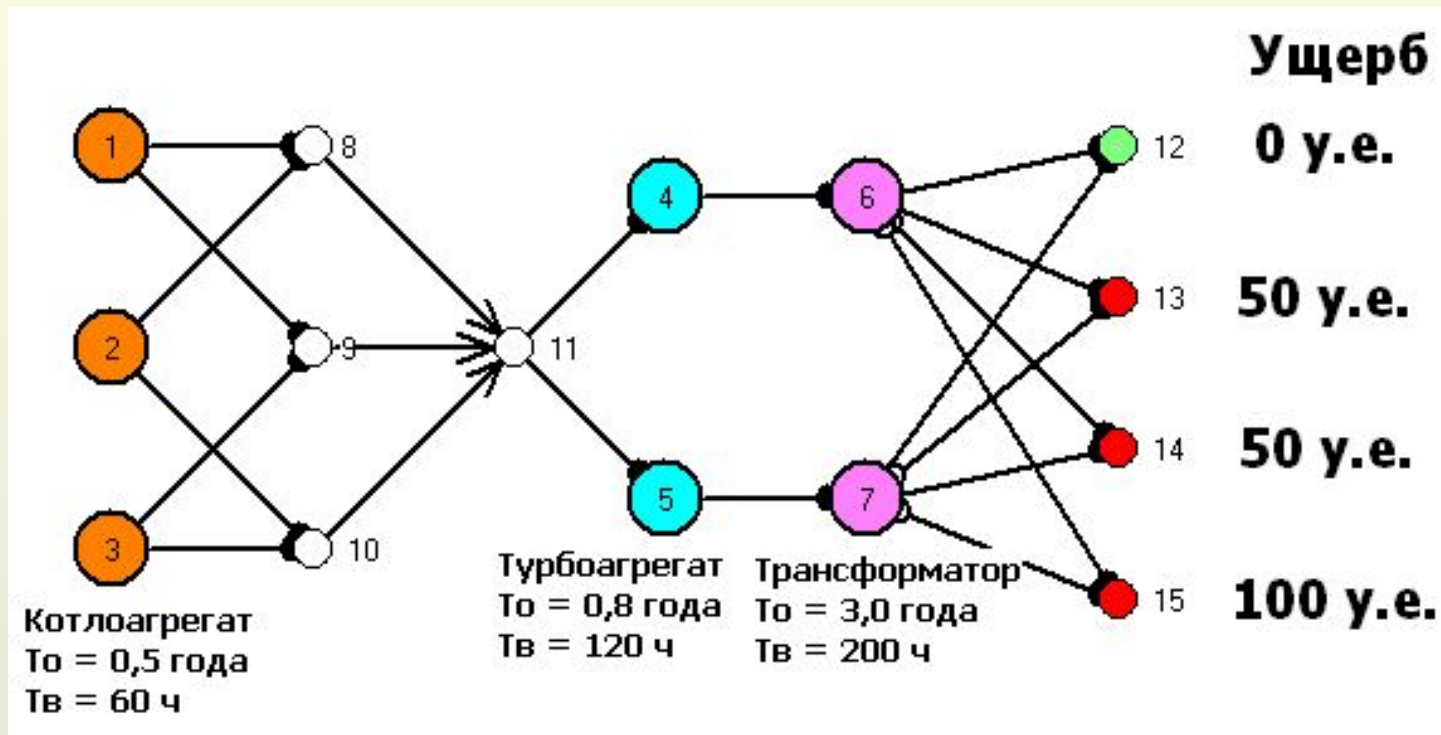 Ущерб
1
8
12
0 у.е.
4
6
13
50 у.е.
2
9
11
14
50 у.е.
5
7
3
10
15
100 у.е.
Котлоагрегат
То = 0,5 года
Тв = 60 ч
Турбоагрегат
То = 0,8 года
Тв = 120 ч
Трансформатор
То = 3,0 года
Тв = 200 ч